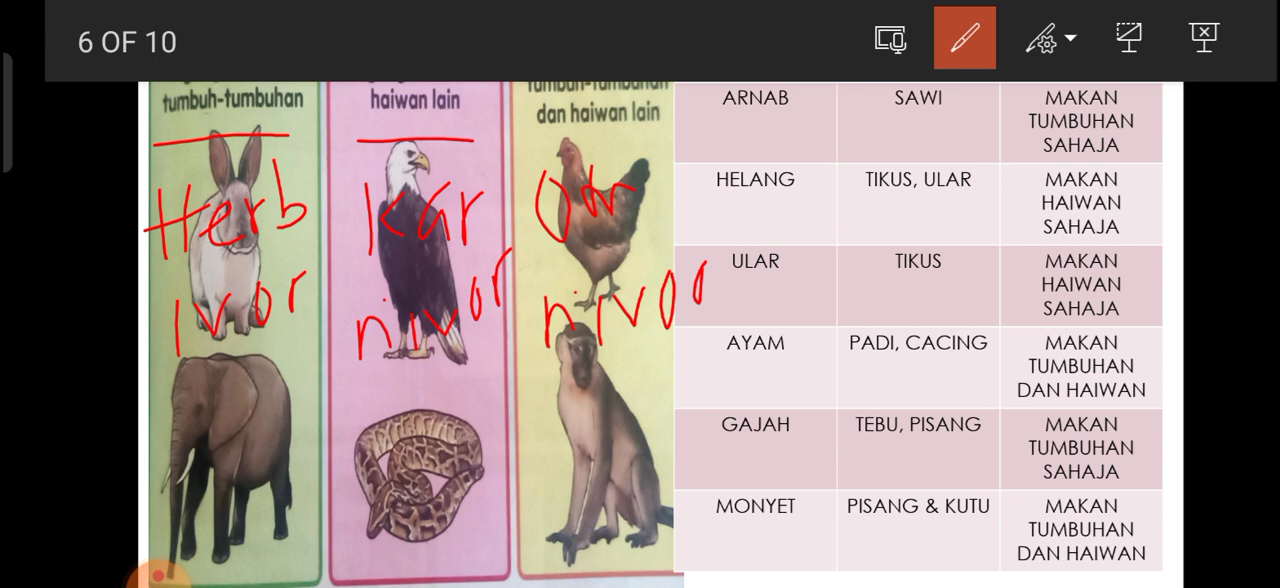 6 OF 10
tumbuh-tumbuhan
haiwan lain
tumbuh-tumbuhan
dan haiwan lain
Herb
ivor
Kar
nivor
Om
nivor
ARNAB SAWI MAKAN
TUMBUHAN
SAHAJA
HELANG TIKUS, ULAR MAKAN
HAIWAN
SAHAJA
ULAR TIKUS MAKAN
HAIWAN
SAHAJA
AYAM PADI, CACING MAKAN
TUMBUHAN
DAN HAIWAN
GAJAH TEBU, PISANG MAKAN
TUMBUHAN
SAHAJA
MONYET PISANG & KUTU MAKAN
TUMBUHAN
DAN HAIWAN